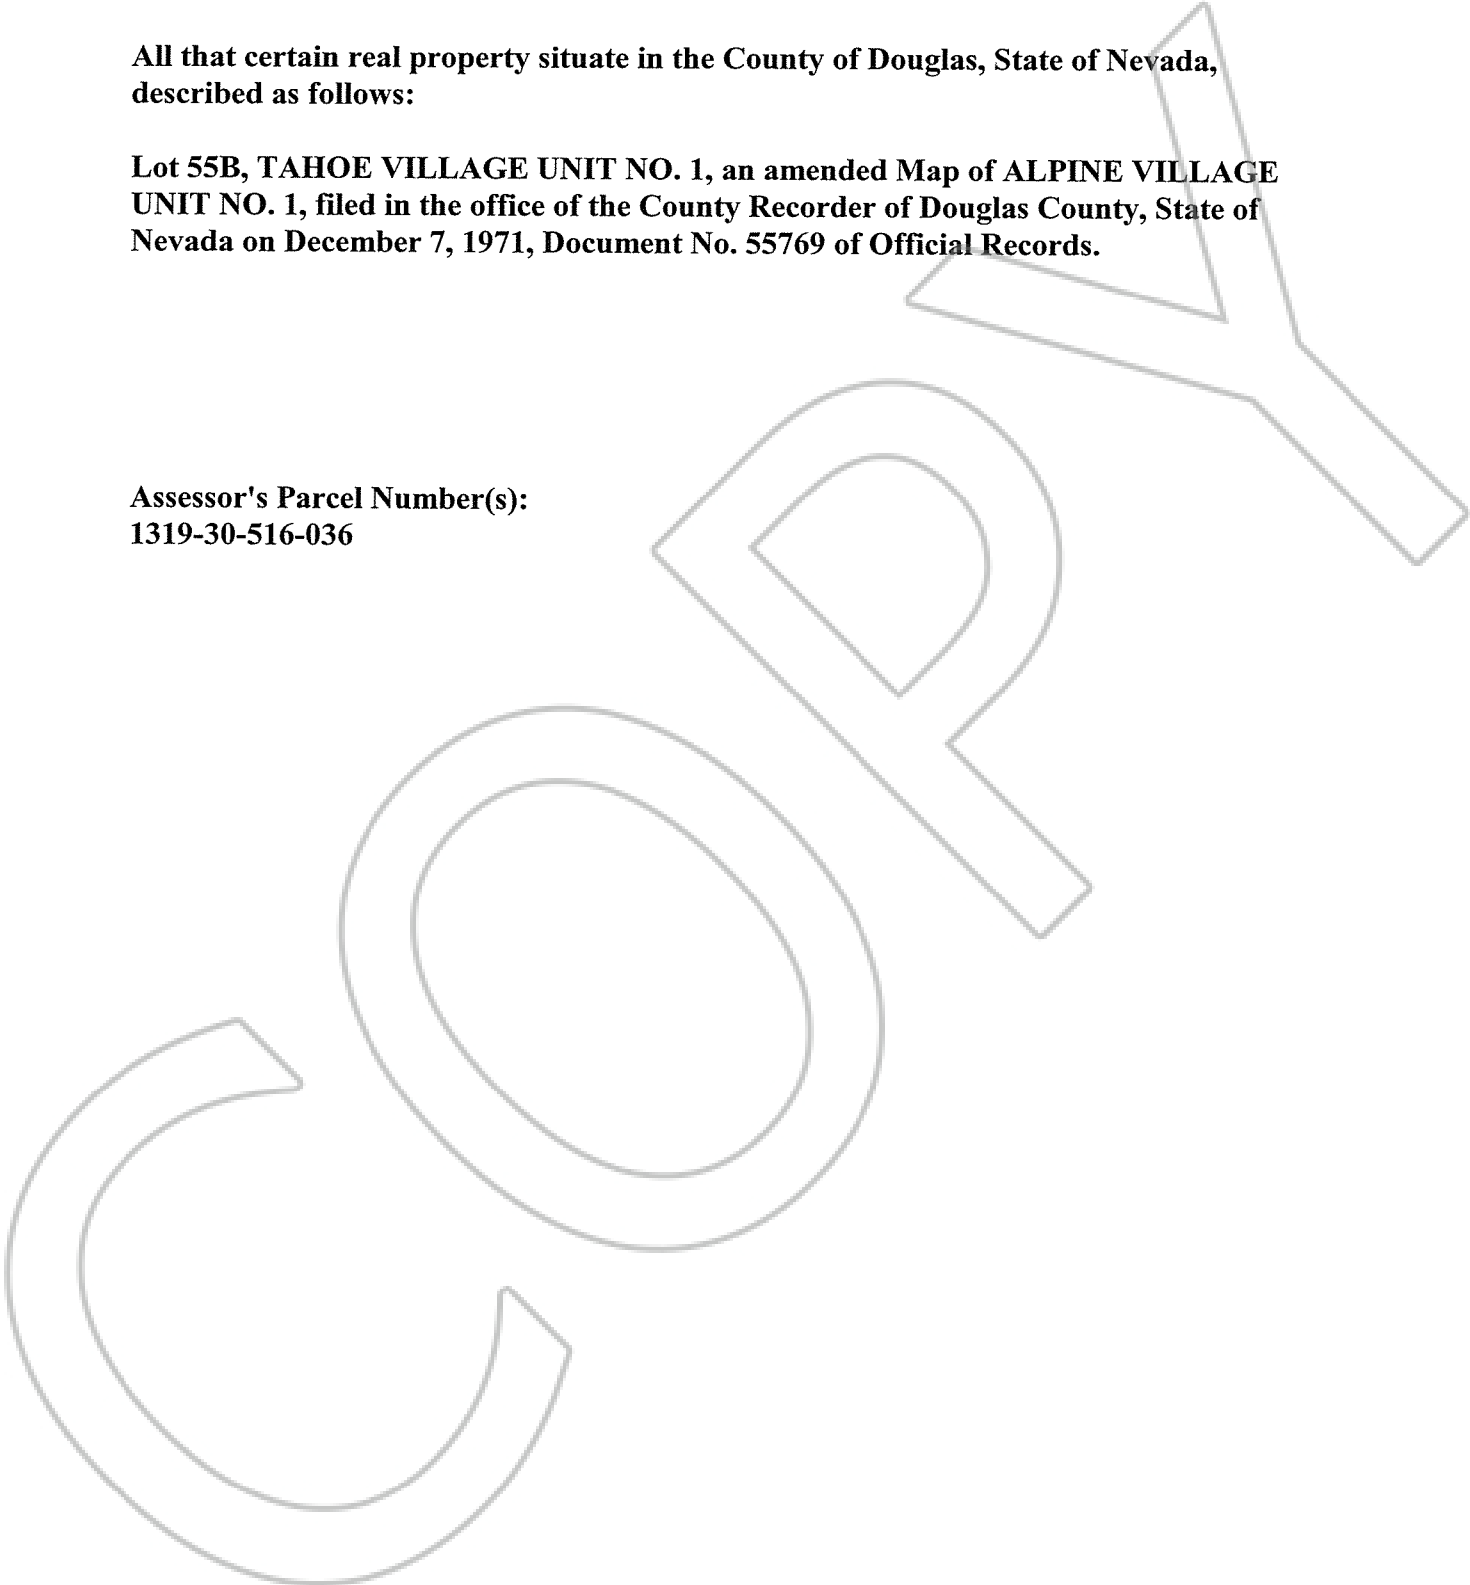 All that certain real property situate in the County of Douglas, State of Nevada,
described as follows:
Lot 55B, TAHOE VILLAGE UNIT NO. 1, an amended Map of ALPINE VILLAGE
UNIT NO. 1, filed in the office of the County Recorder of Douglas County, State of
Nevada on December 7, 1971, Document No. 55769 of Official Records.
Assessor's Parcel Number(s):
1319-30-516-036
COPY